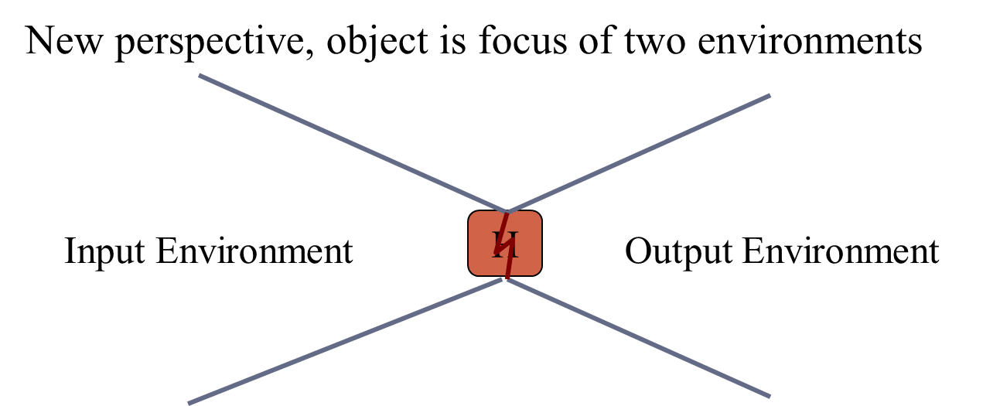 New perspective, object is focus of two environments
Input Environment
H
Output Environment